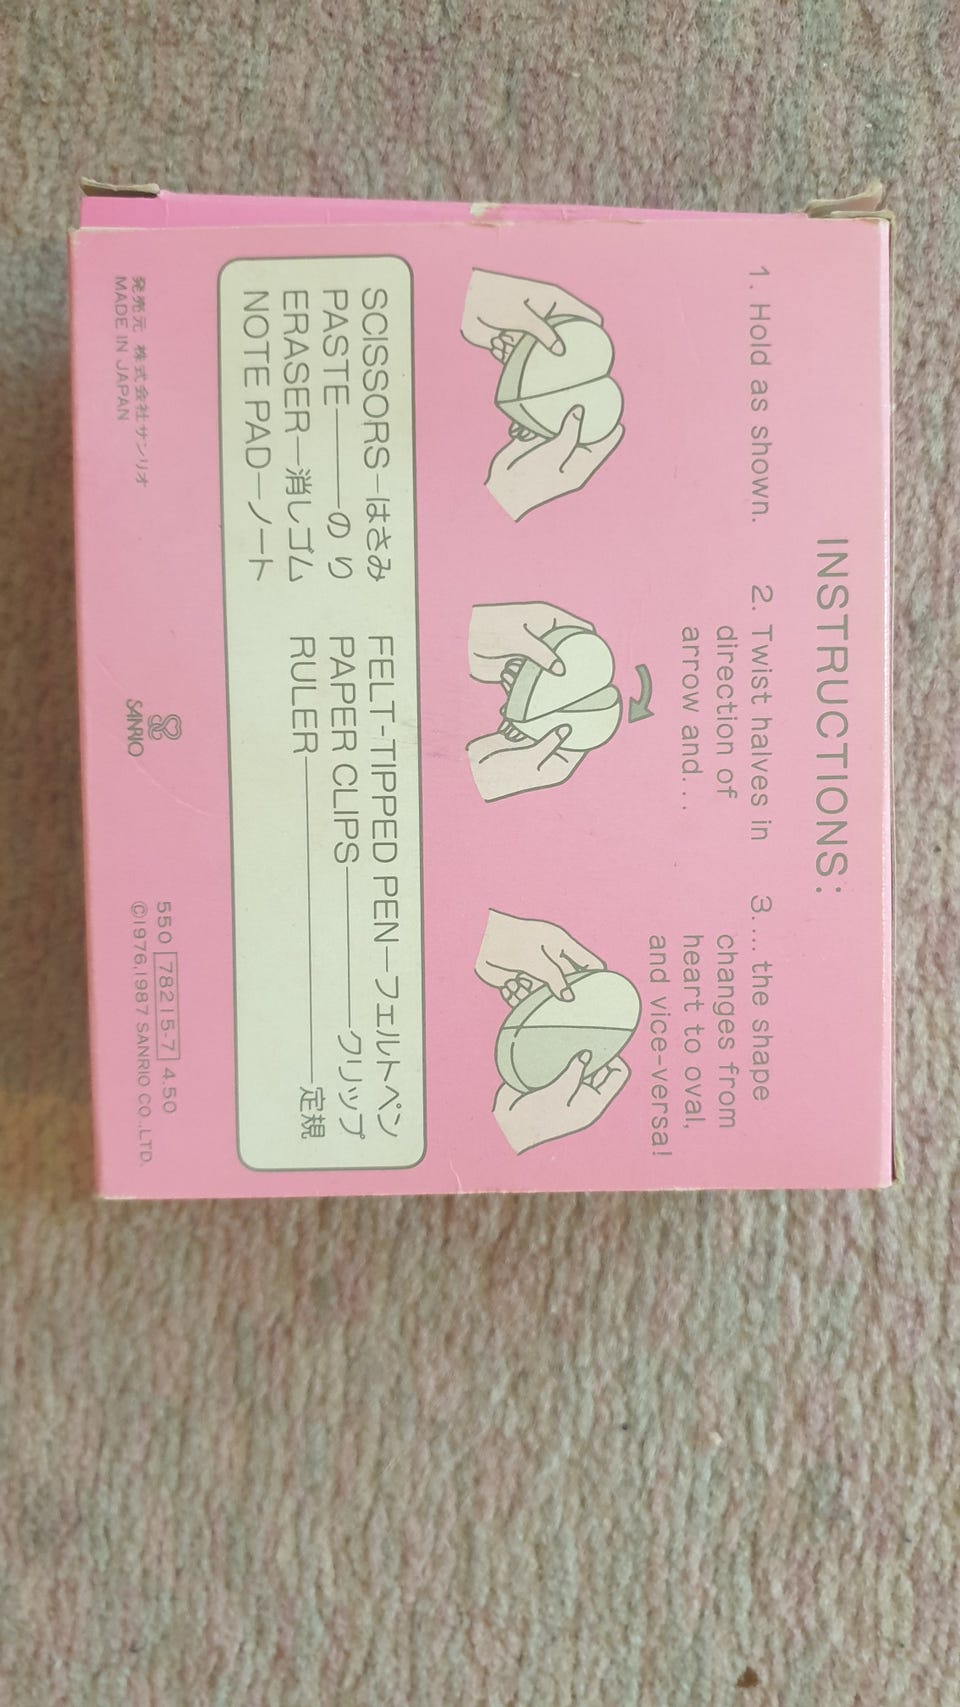 INSTRUCTIONS:
1. Hold as shown.
2. Twist halves in
direction of
arrow and...
3. ... the shape
changes from
heart to oval,
and vice-versa!
SCISSORS-はさみ
PASTE-のり
ERASER-消しゴム
NOTE PAD-ノート
FELT-TIPPED PEN-フェルトペン
PAPER CLIPS-クリップ
RULER-定規
発売元 株式会社サンリオ
MADE IN JAPAN
SANRIO
550 78215-7 4.50
©1976,1987 SANRIO CO.,LTD.